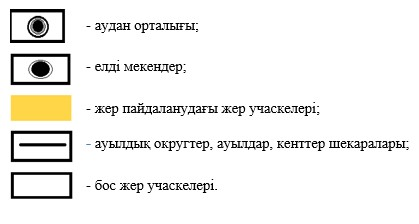 - аудан орталығы;
- елді мекендер;
- жер пайдаланудағы жер учаскелері;
- ауылдық округтер, ауылдар, кенттер шекаралары;
- бос жер учаскелері.